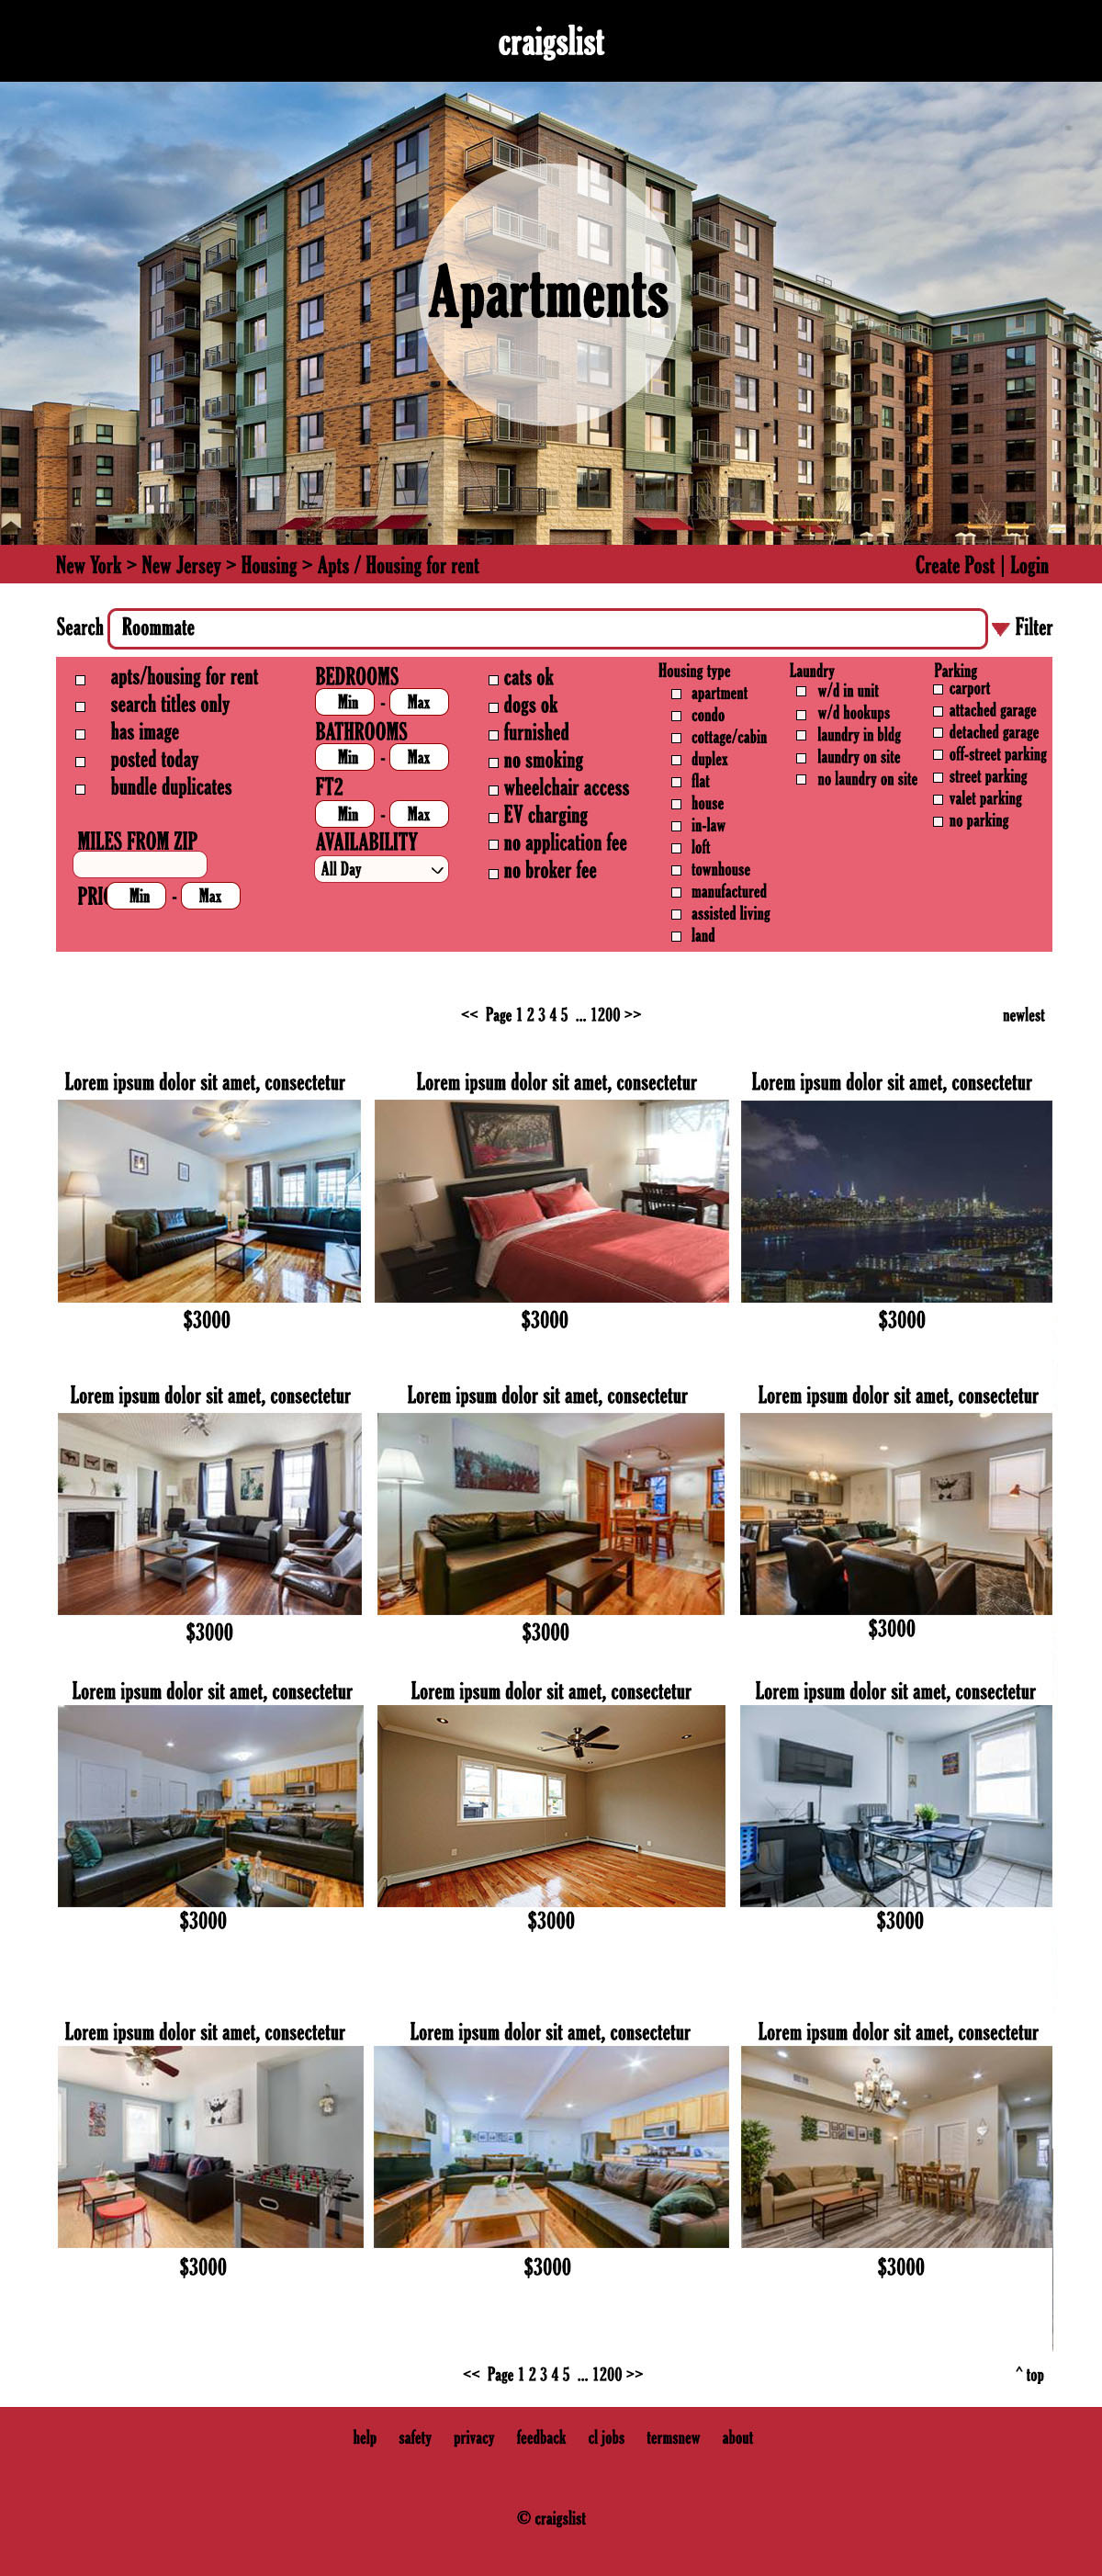 craigslist
Apartments
New York > New Jersey > Housing > Apts / Housing for rent
Create Post | Login
Search
Roommate
Filter
apts/housing for rent
search titles only
has image
posted today
bundle duplicates
MILES FROM ZIP
Min - Max
BEDROOMS
Min - Max
BATHROOMS
Min - Max
FT2
Min - Max
AVAILABILITY
All Day
cats ok
dogs ok
furnished
no smoking
wheelchair access
EV charging
no application fee
no broker fee
Housing type
apartment
condo
cottage/cabin
duplex
flat
house
in-law
loft
townhouse
manufactured
assisted living
land
Laundry
w/d in unit
w/d hookups
laundry in bldg
laundry on site
no laundry on site
Parking
carport
attached garage
detached garage
off-street parking
street parking
valet parking
no parking
<< Page 1 2 3 4 5 ... 1200 >>
newlest
Lorem ipsum dolor sit amet, consectetur
Lorem ipsum dolor sit amet, consectetur
Lorem ipsum dolor sit amet, consectetur
$3000
$3000
$3000
Lorem ipsum dolor sit amet, consectetur
Lorem ipsum dolor sit amet, consectetur
Lorem ipsum dolor sit amet, consectetur
$3000
$3000
$3000
Lorem ipsum dolor sit amet, consectetur
Lorem ipsum dolor sit amet, consectetur
Lorem ipsum dolor sit amet, consectetur
$3000
$3000
$3000
Lorem ipsum dolor sit amet, consectetur
Lorem ipsum dolor sit amet, consectetur
Lorem ipsum dolor sit amet, consectetur
$3000
$3000
$3000
<< Page 1 2 3 4 5 ... 1200 >>
^ top
help safety privacy feedback cl jobs termsnew about
© craigslist